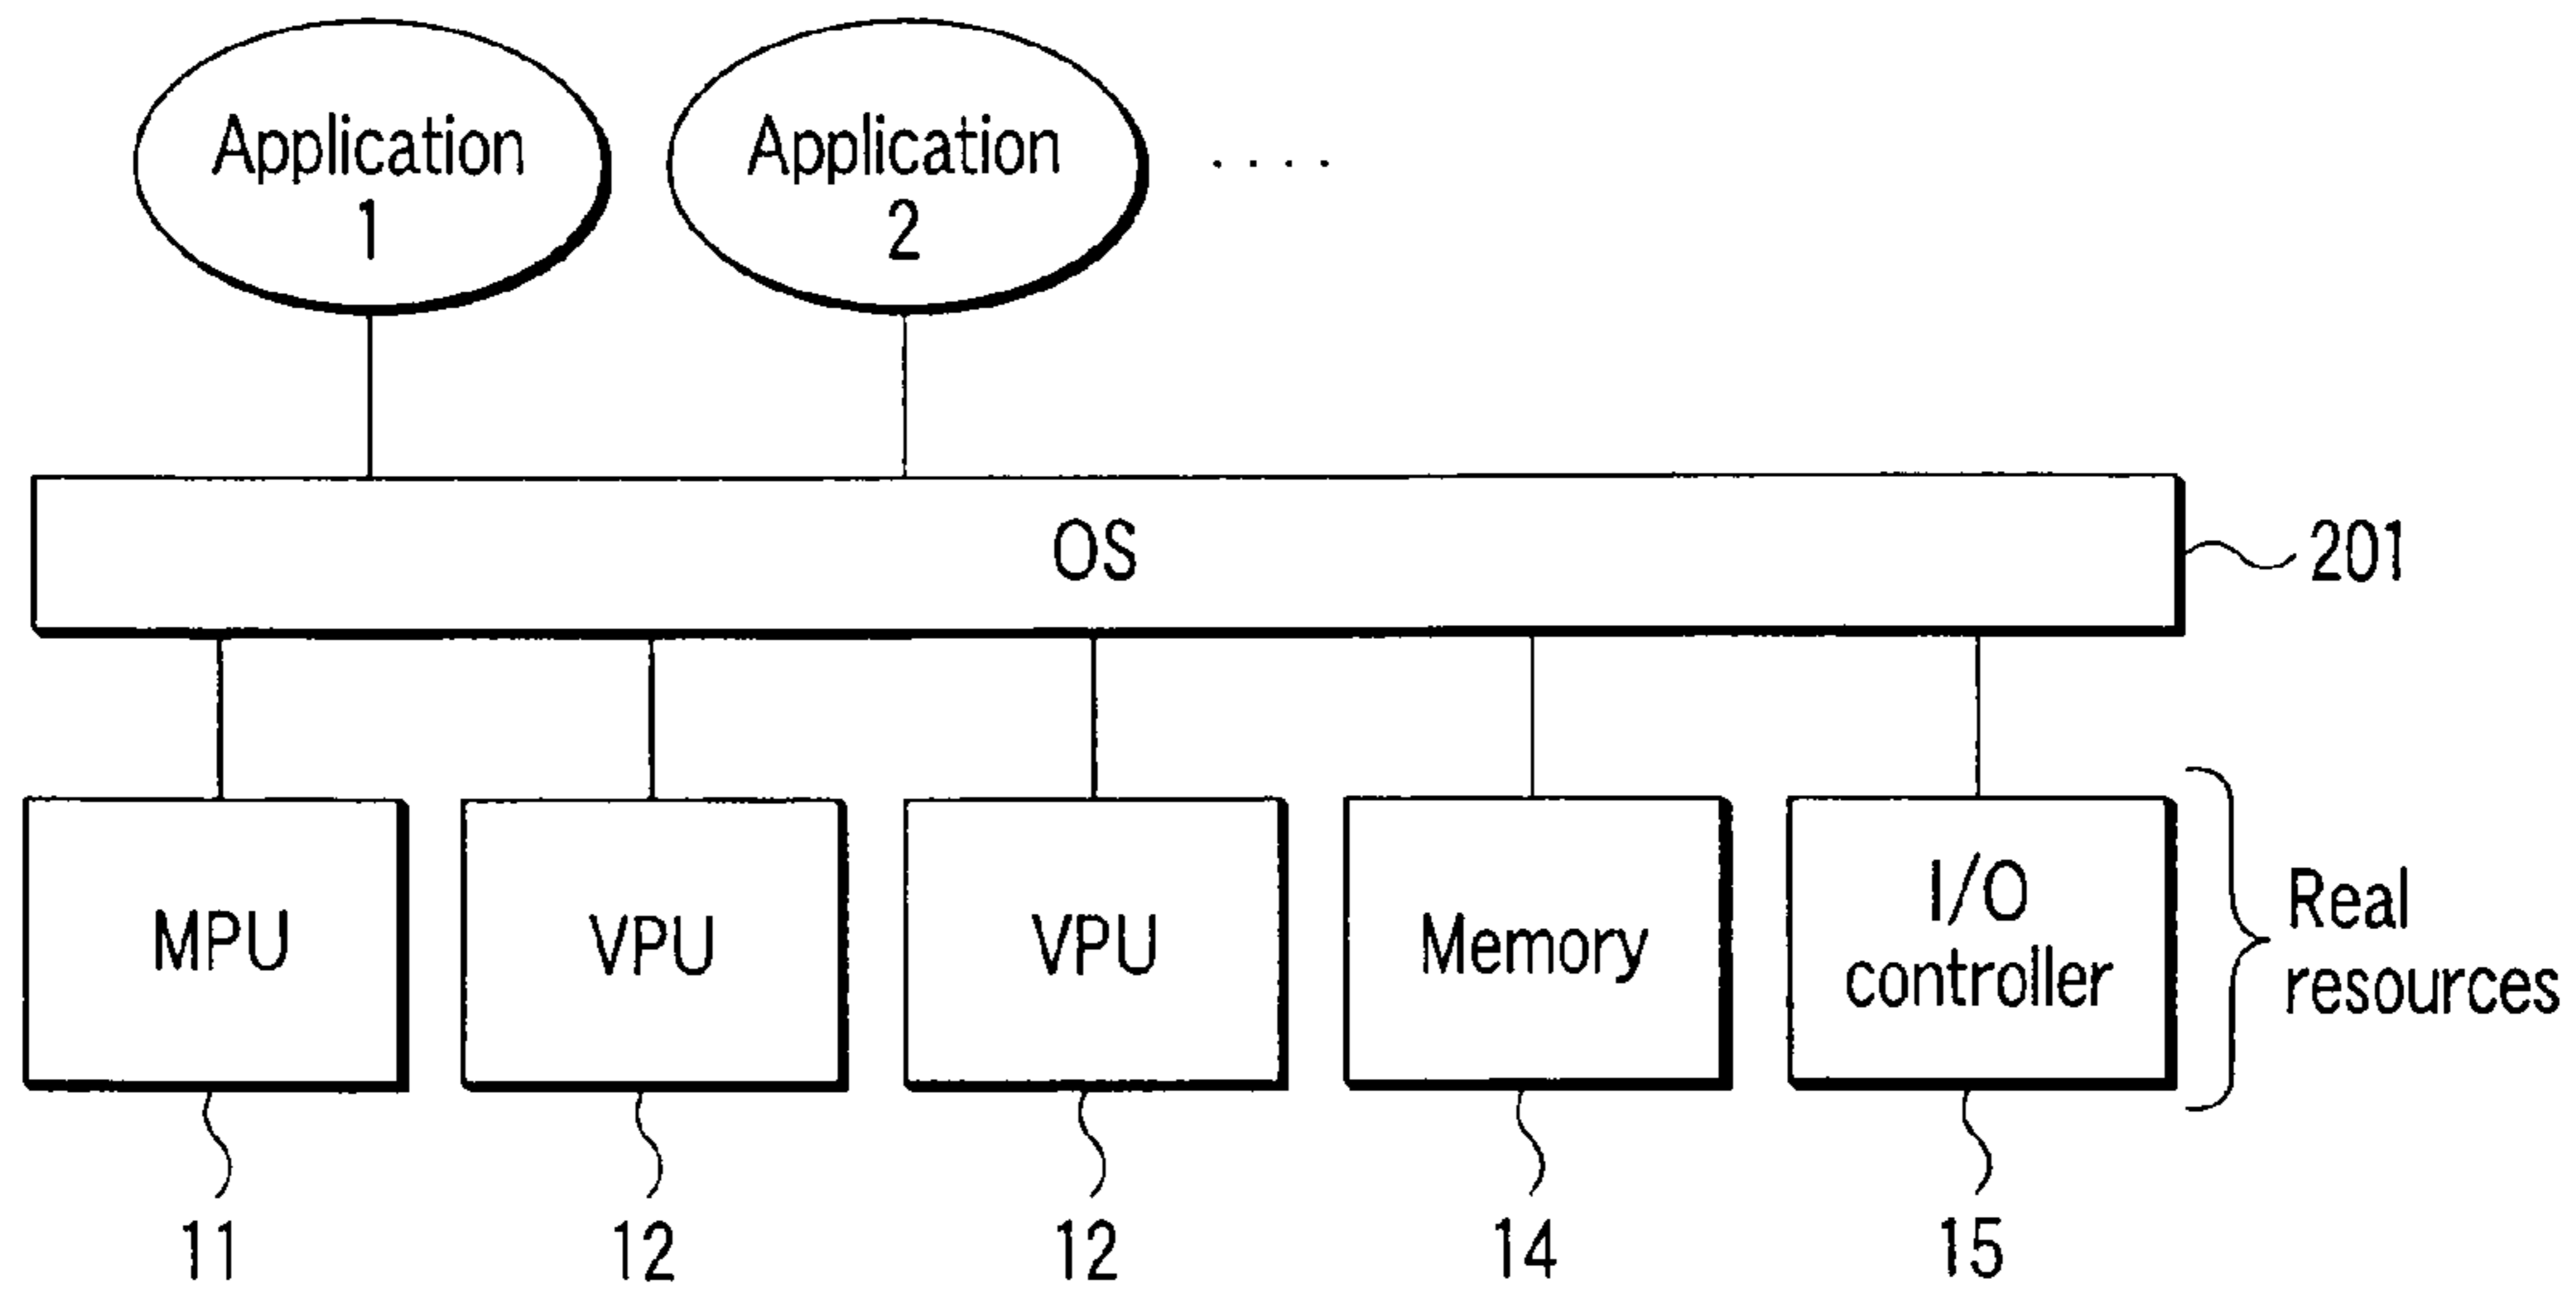 Application
1
Application
2
....
OS
201
MPU
VPU
VPU
Memory
I/O
controller
Real
resources
11
12
12
14
15